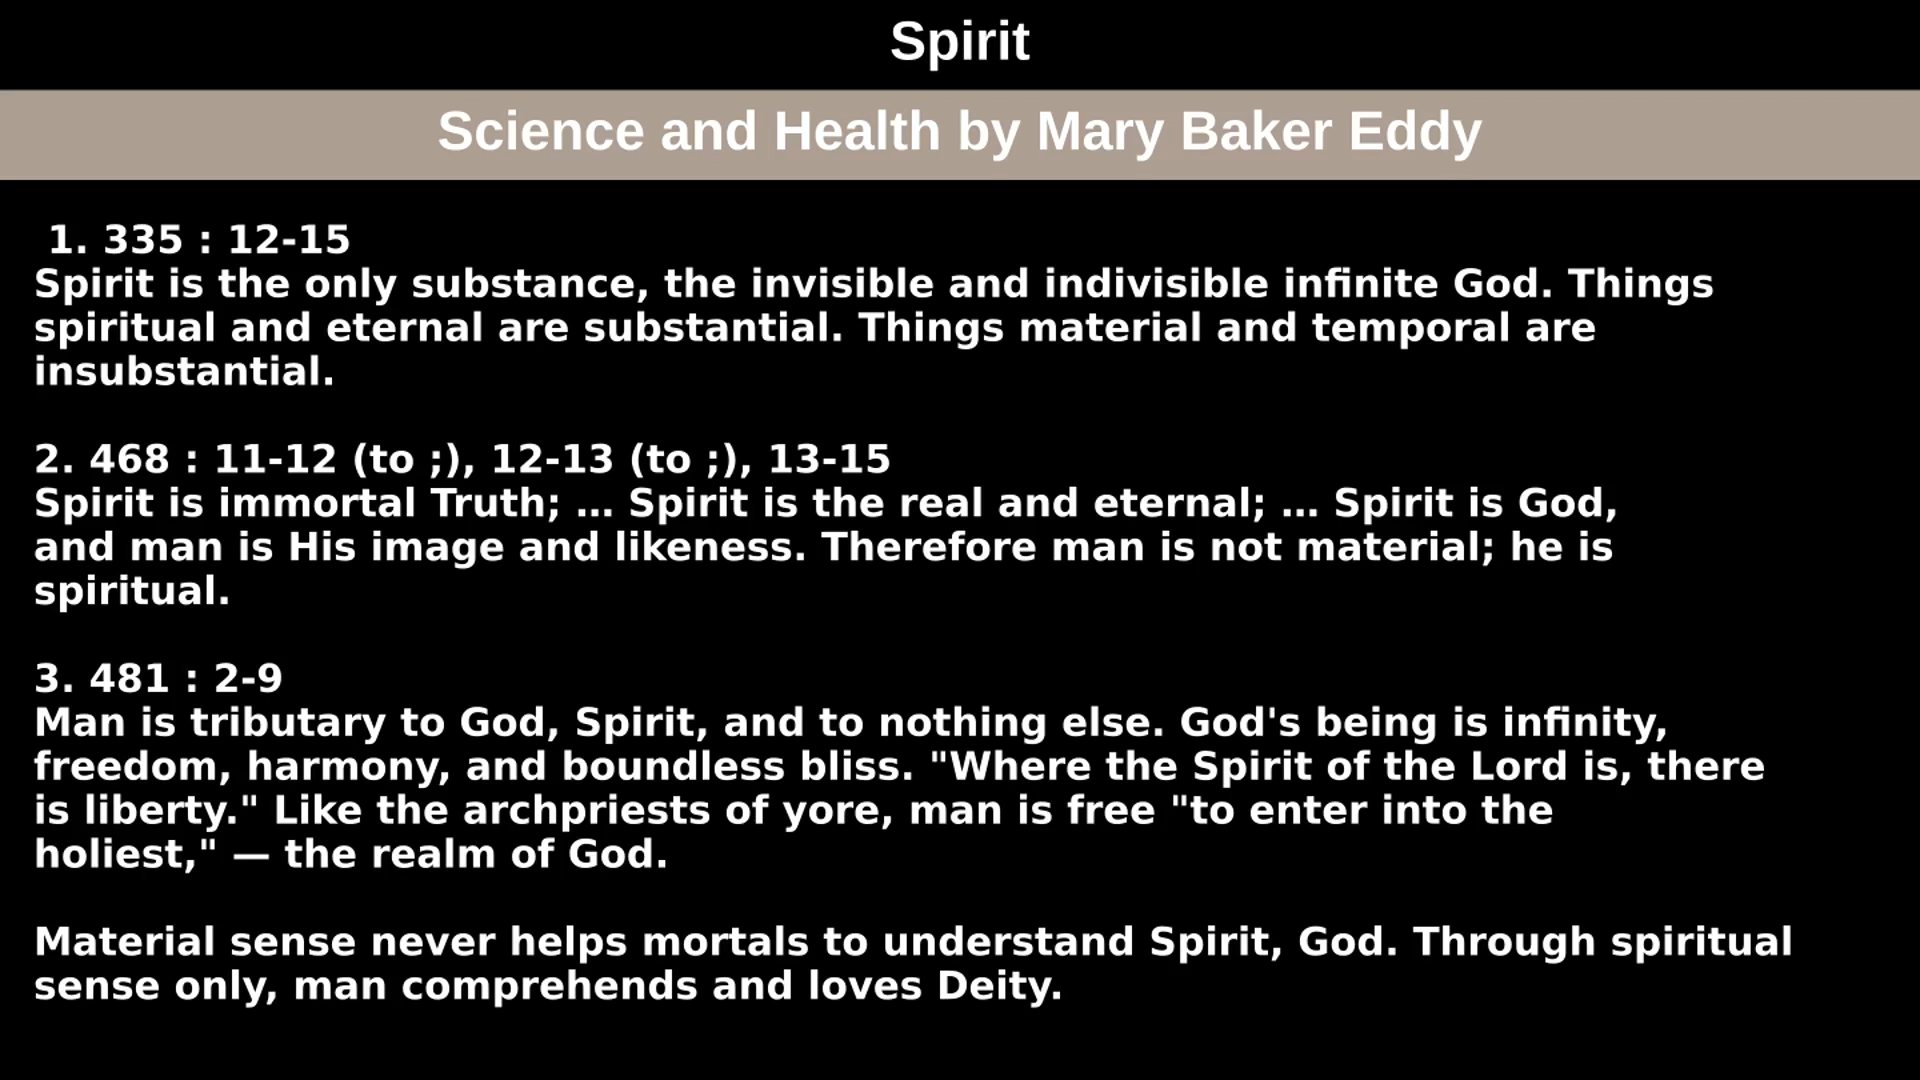 Spirit
Science and Health by Mary Baker Eddy
1. 335 : 12-15
Spirit is the only substance, the invisible and indivisible infinite God. Things
spiritual and eternal are substantial. Things material and temporal are
insubstantial.
2. 468 : 11-12 (to ;), 12-13 (to ;), 13-15
Spirit is immortal Truth; … Spirit is the real and eternal; … Spirit is God,
and man is His image and likeness. Therefore man is not material; he is
spiritual.
3. 481 : 2-9
Man is tributary to God, Spirit, and to nothing else. God's being is infinity,
freedom, harmony, and boundless bliss. "Where the Spirit of the Lord is, there
is liberty." Like the archpriests of yore, man is free "to enter into the
holiest," — the realm of God.
Material sense never helps mortals to understand Spirit, God. Through spiritual
sense only, man comprehends and loves Deity.